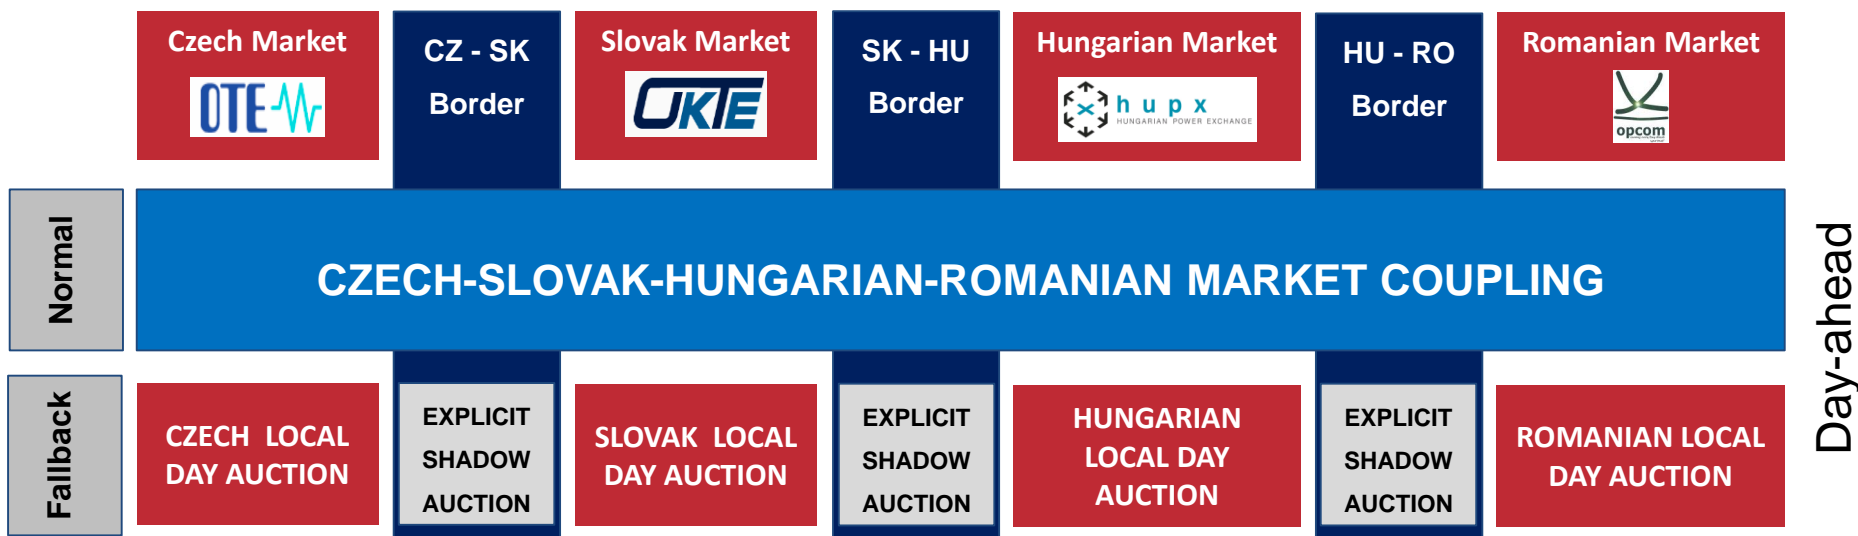 Czech Market
OTE
CZ - SK
Border
Slovak Market
OKTE
SK - HU
Border
Hungarian Market
hupx
HUNGARIAN POWER EXCHANGE
HU - RO
Border
Romanian Market
opcom
Normal
CZECH-SLOVAK-HUNGARIAN-ROMANIAN MARKET COUPLING
Day-ahead
Fallback
CZECH LOCAL
DAY AUCTION
EXPLICIT
SHADOW
AUCTION
SLOVAK LOCAL
DAY AUCTION
EXPLICIT
SHADOW
AUCTION
HUNGARIAN
LOCAL DAY
AUCTION
EXPLICIT
SHADOW
AUCTION
ROMANIAN LOCAL
DAY AUCTION